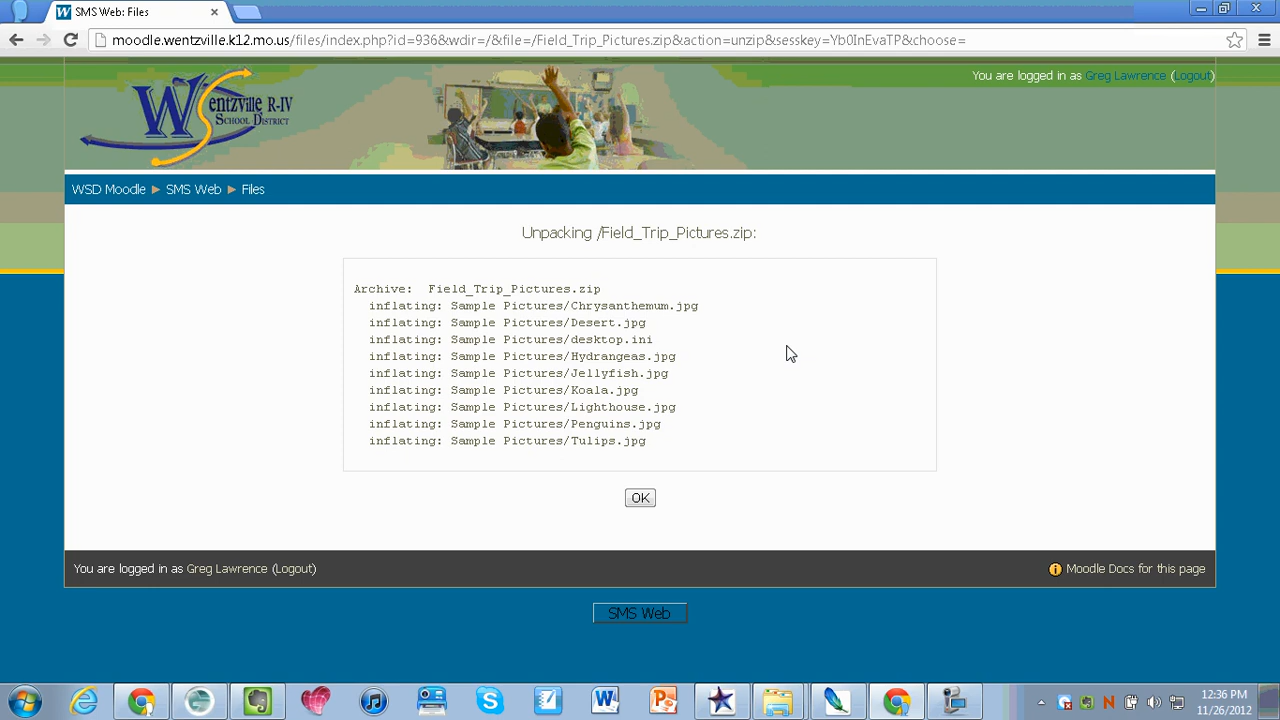 SMS Web: Files
moodle.wentzville.k12.mo.us/files/index.php?id=936&wdir=/&file=/Field_Trip_Pictures.zip&action=unzip&sesskey=Yb0InEvaTP&choose=
Wentzville R-IV
School District
You are logged in as Greg Lawrence (Logout)
WSD Moodle ► SMS Web ► Files
Unpacking /Field_Trip_Pictures.zip:
Archive: Field_Trip_Pictures.zip
inflating: Sample Pictures/Chrysanthemum.jpg
inflating: Sample Pictures/Desert.jpg
inflating: Sample Pictures/desktop.ini
inflating: Sample Pictures/Hydrangeas.jpg
inflating: Sample Pictures/Jellyfish.jpg
inflating: Sample Pictures/Koala.jpg
inflating: Sample Pictures/Lighthouse.jpg
inflating: Sample Pictures/Penguins.jpg
inflating: Sample Pictures/Tulips.jpg
OK
You are logged in as Greg Lawrence (Logout)
Moodle Docs for this page
SMS Web
12:36 PM
11/26/2012